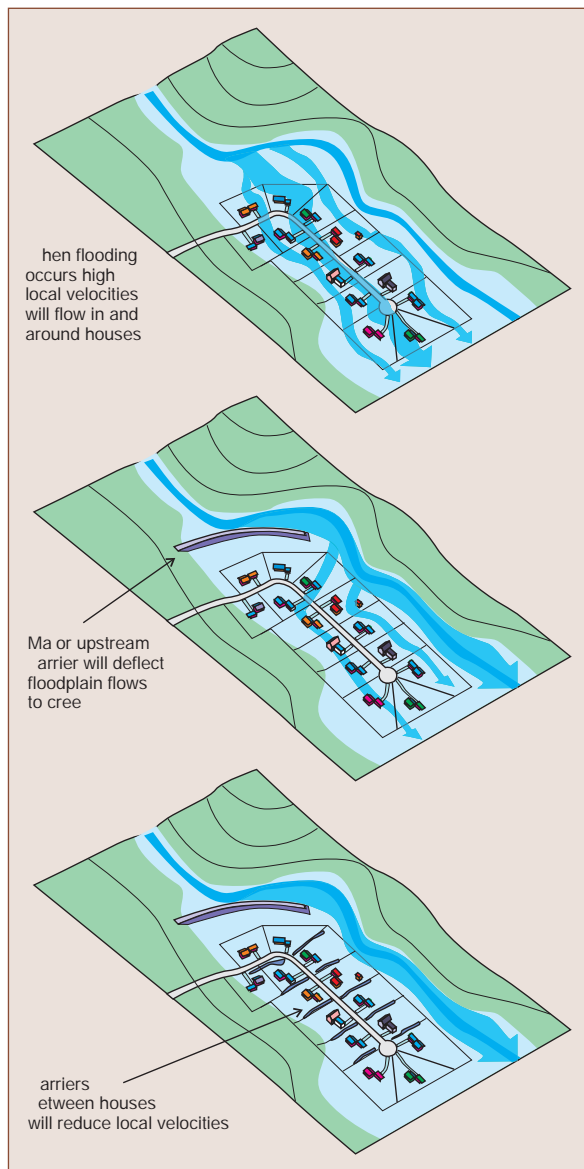 hen flooding
occurs high
local velocities
will flow in and
around houses
Ma or upstream
arrier will deflect
floodplain flows
to cree
arriers
etween houses
will reduce local velocities